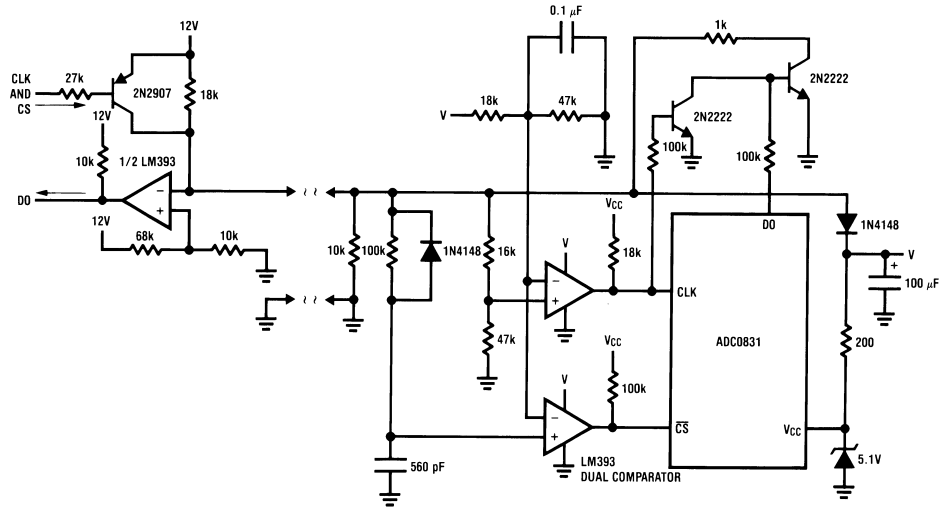 0.1 µF
12V
1k
CLK
AND
CS
27k
2N2907
18k
2N2222
2N2222
V
18k
47k
12V
10k
1/2 LM393
100k
100k
DO
12V
68k
10k
10k
100k
1N4148
16k
VCC
18k
V
DO
1N4148
V
+
100 µF
−
+
−
+
CLK
47k
ADC0831
200
VCC
100k
V
−
+
CS
VCC
5.1V
560 pF
LM393
DUAL COMPARATOR